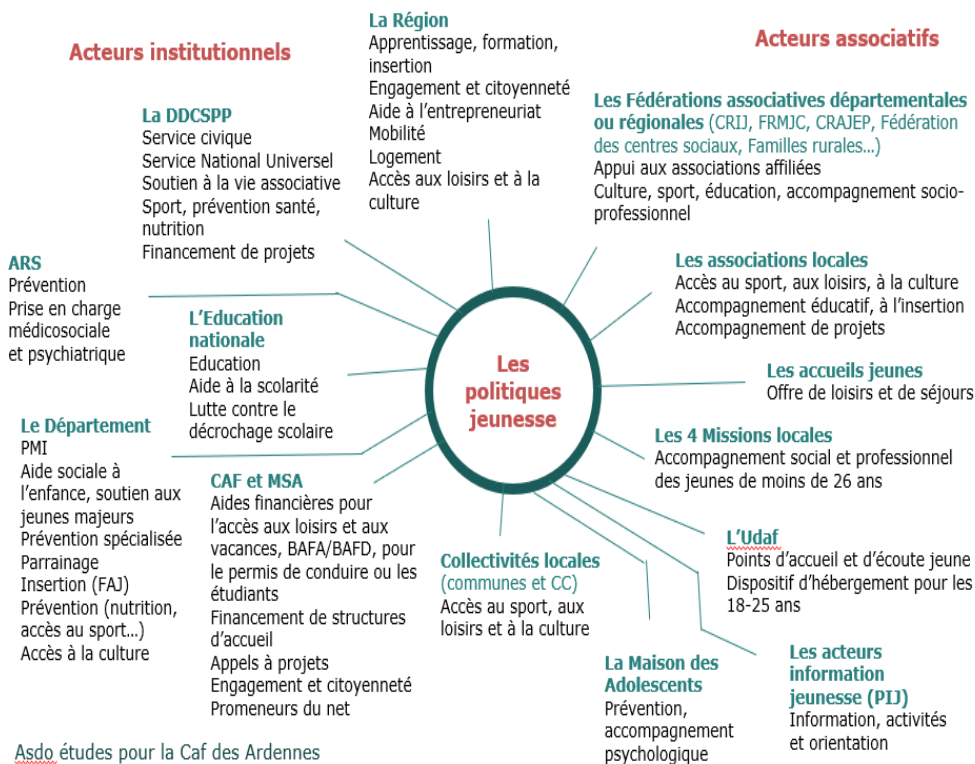 Acteurs institutionnels
La Région
Apprentissage, formation,
insertion
Engagement et citoyenneté
Aide à l'entrepreneuriat
Mobilité
Logement
Accès aux loisirs et à la
culture
Acteurs associatifs
La DDCSPP
Service civique
Service National Universel
Soutien à la vie associative
Sport, prévention santé,
nutrition
Financement de projets
Les Fédérations associatives départementales
ou régionales (CRIJ, FRMJC, CRAJEP, Fédération
des centres sociaux, Familles rurales...)
Appui aux associations affiliées
Culture, sport, éducation, accompagnement socio-
professionnel
ARS
Prévention
Prise en charge
médicosociale
et psychiatrique
L'Education
nationale
Education
Aide à la scolarité
Lutte contre le
décrochage scolaire
Les
politiques
jeunesse
Les associations locales
Accès au sport, aux loisirs, à la culture
Accompagnement éducatif, à l'insertion
Accompagnement de projets
Les accueils jeunes
Offre de loisirs et de séjours
Les 4 Missions locales
Accompagnement social et professionnel
des jeunes de moins de 26 ans
Le Département
PMI
Aide sociale à
l'enfance, soutien aux
jeunes majeurs
Prévention spécialisée
Parrainage
Insertion (FAJ)
Prévention (nutrition,
accès au sport...)
Accès à la culture
CAF et MSA
Aides financières pour
l'accès aux loisirs et aux
vacances, BAFA/BAFD, pour
le permis de conduire ou les
étudiants
Financement de structures
d'accueil
Appels à projets
Engagement et citoyenneté
Promeneurs du net
Collectivités locales
(communes et CC)
Accès au sport, aux
loisirs et à la culture
L'Udaf
Points d'accueil et d'écoute jeune
Dispositif d'hébergement pour les
18-25 ans
La Maison des
Adolescents
Prévention,
accompagnement
psychologique
Les acteurs
information
jeunesse (PIJ)
Information, activités
et orientation
Asdo études pour la Caf des Ardennes